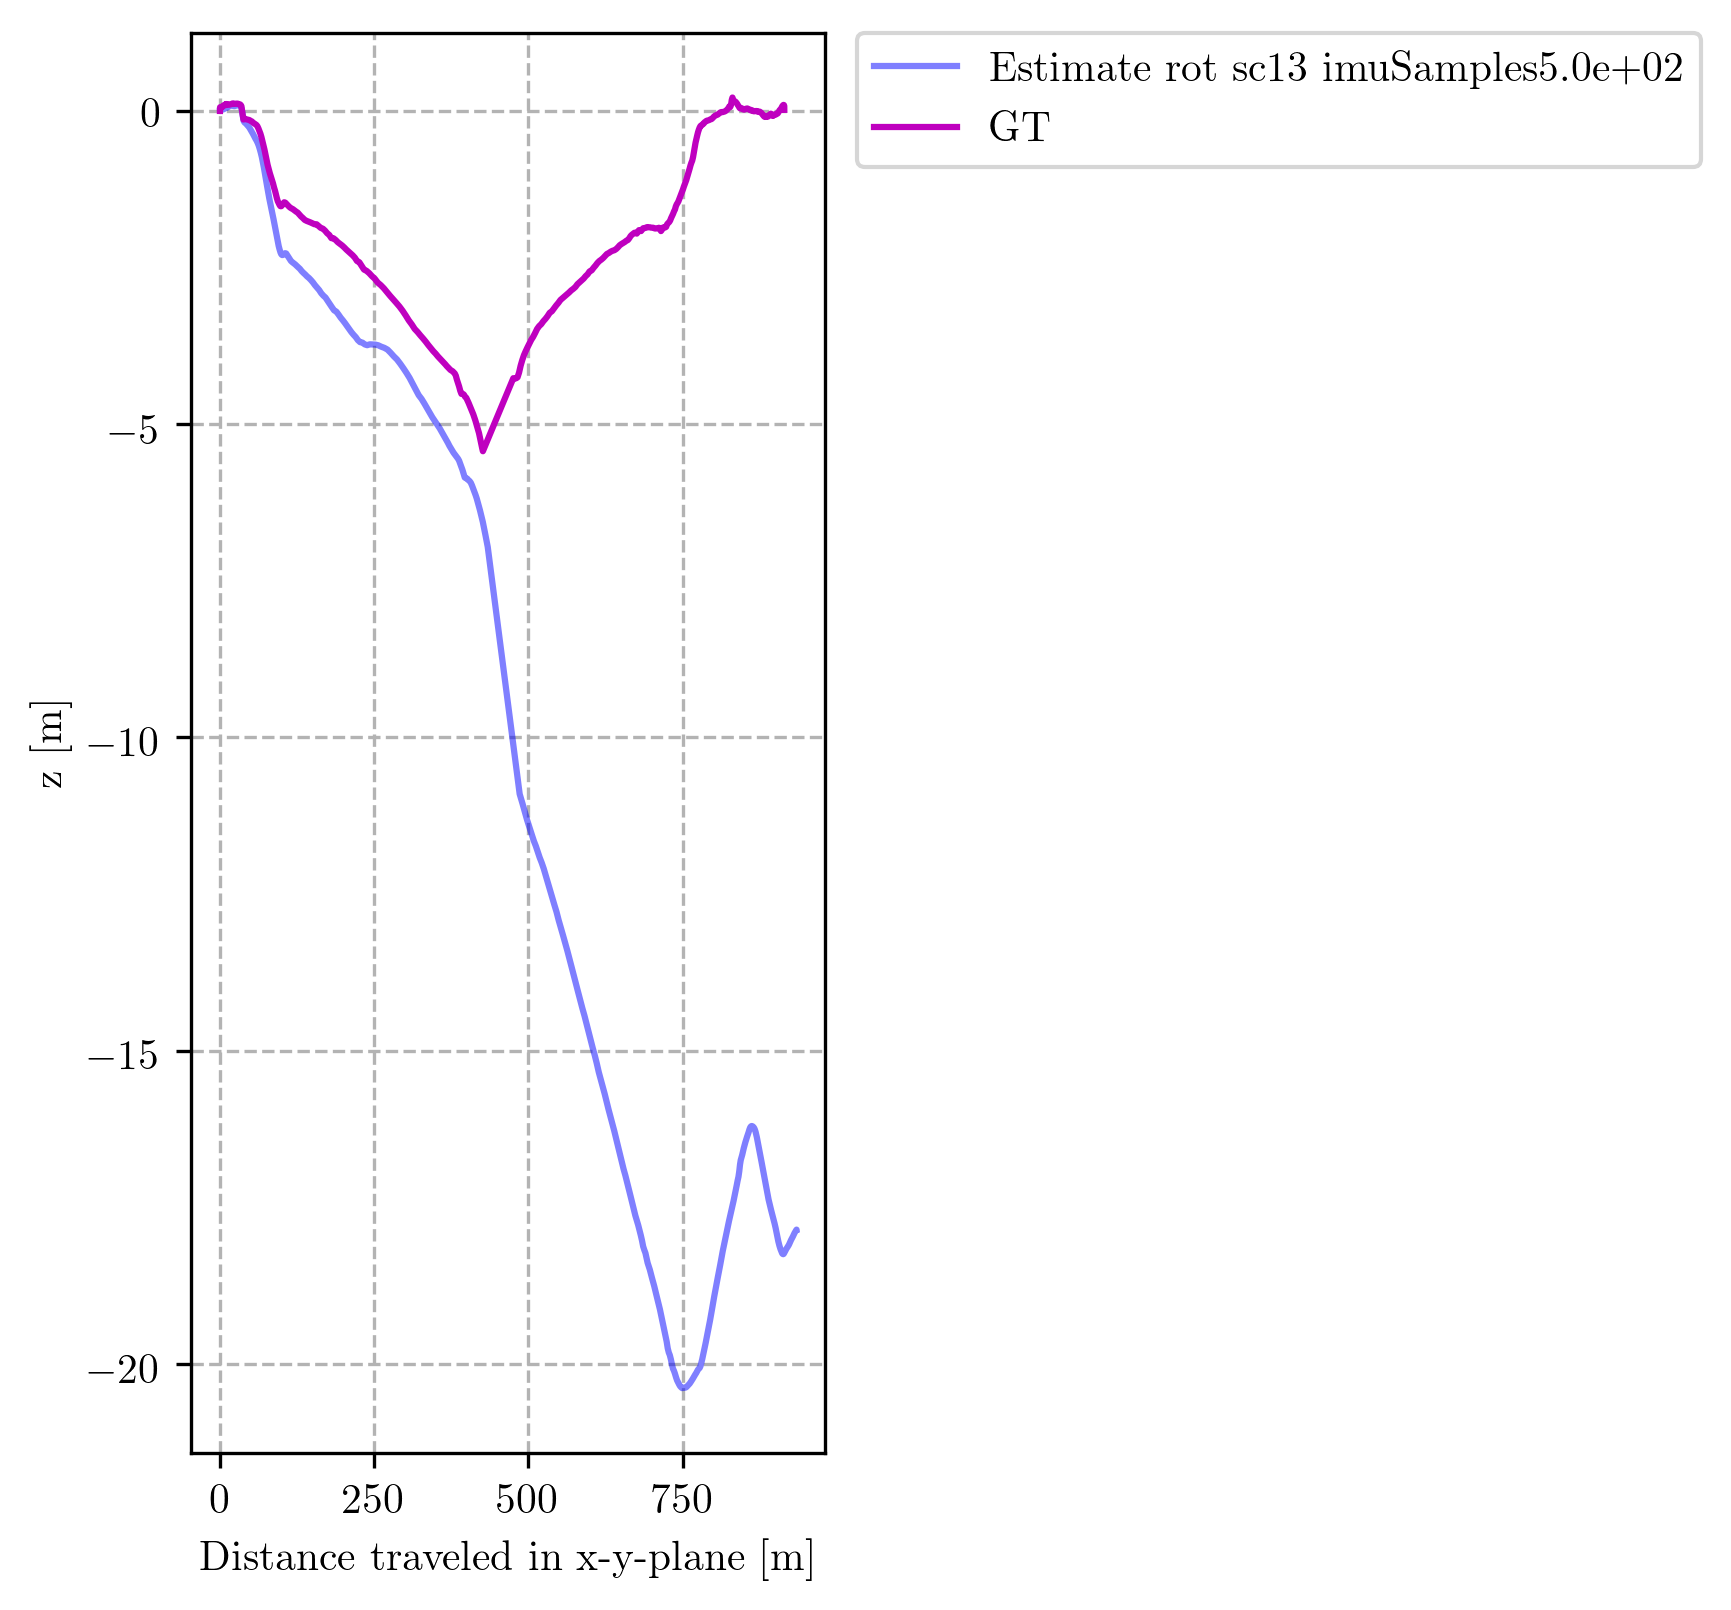 Estimate rot sc13 imuSamples5.0e+02
GT
0
−5
−10
−15
−20
z [m]
0 250 500 750
Distance traveled in x-y-plane [m]